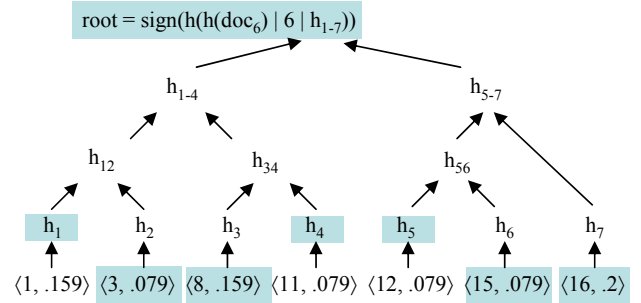 root = sign(h(h(doc₆) | 6 | h₁₋₇))
h₁₋₄ h₅₋₇
h₁₂ h₃₄ h₅₆
h₁ h₂ h₃ h₄ h₅ h₆ h₇
⟨1, .159⟩ ⟨3, .079⟩ ⟨8, .159⟩ ⟨11, .079⟩ ⟨12, .079⟩ ⟨15, .079⟩ ⟨16, .2⟩